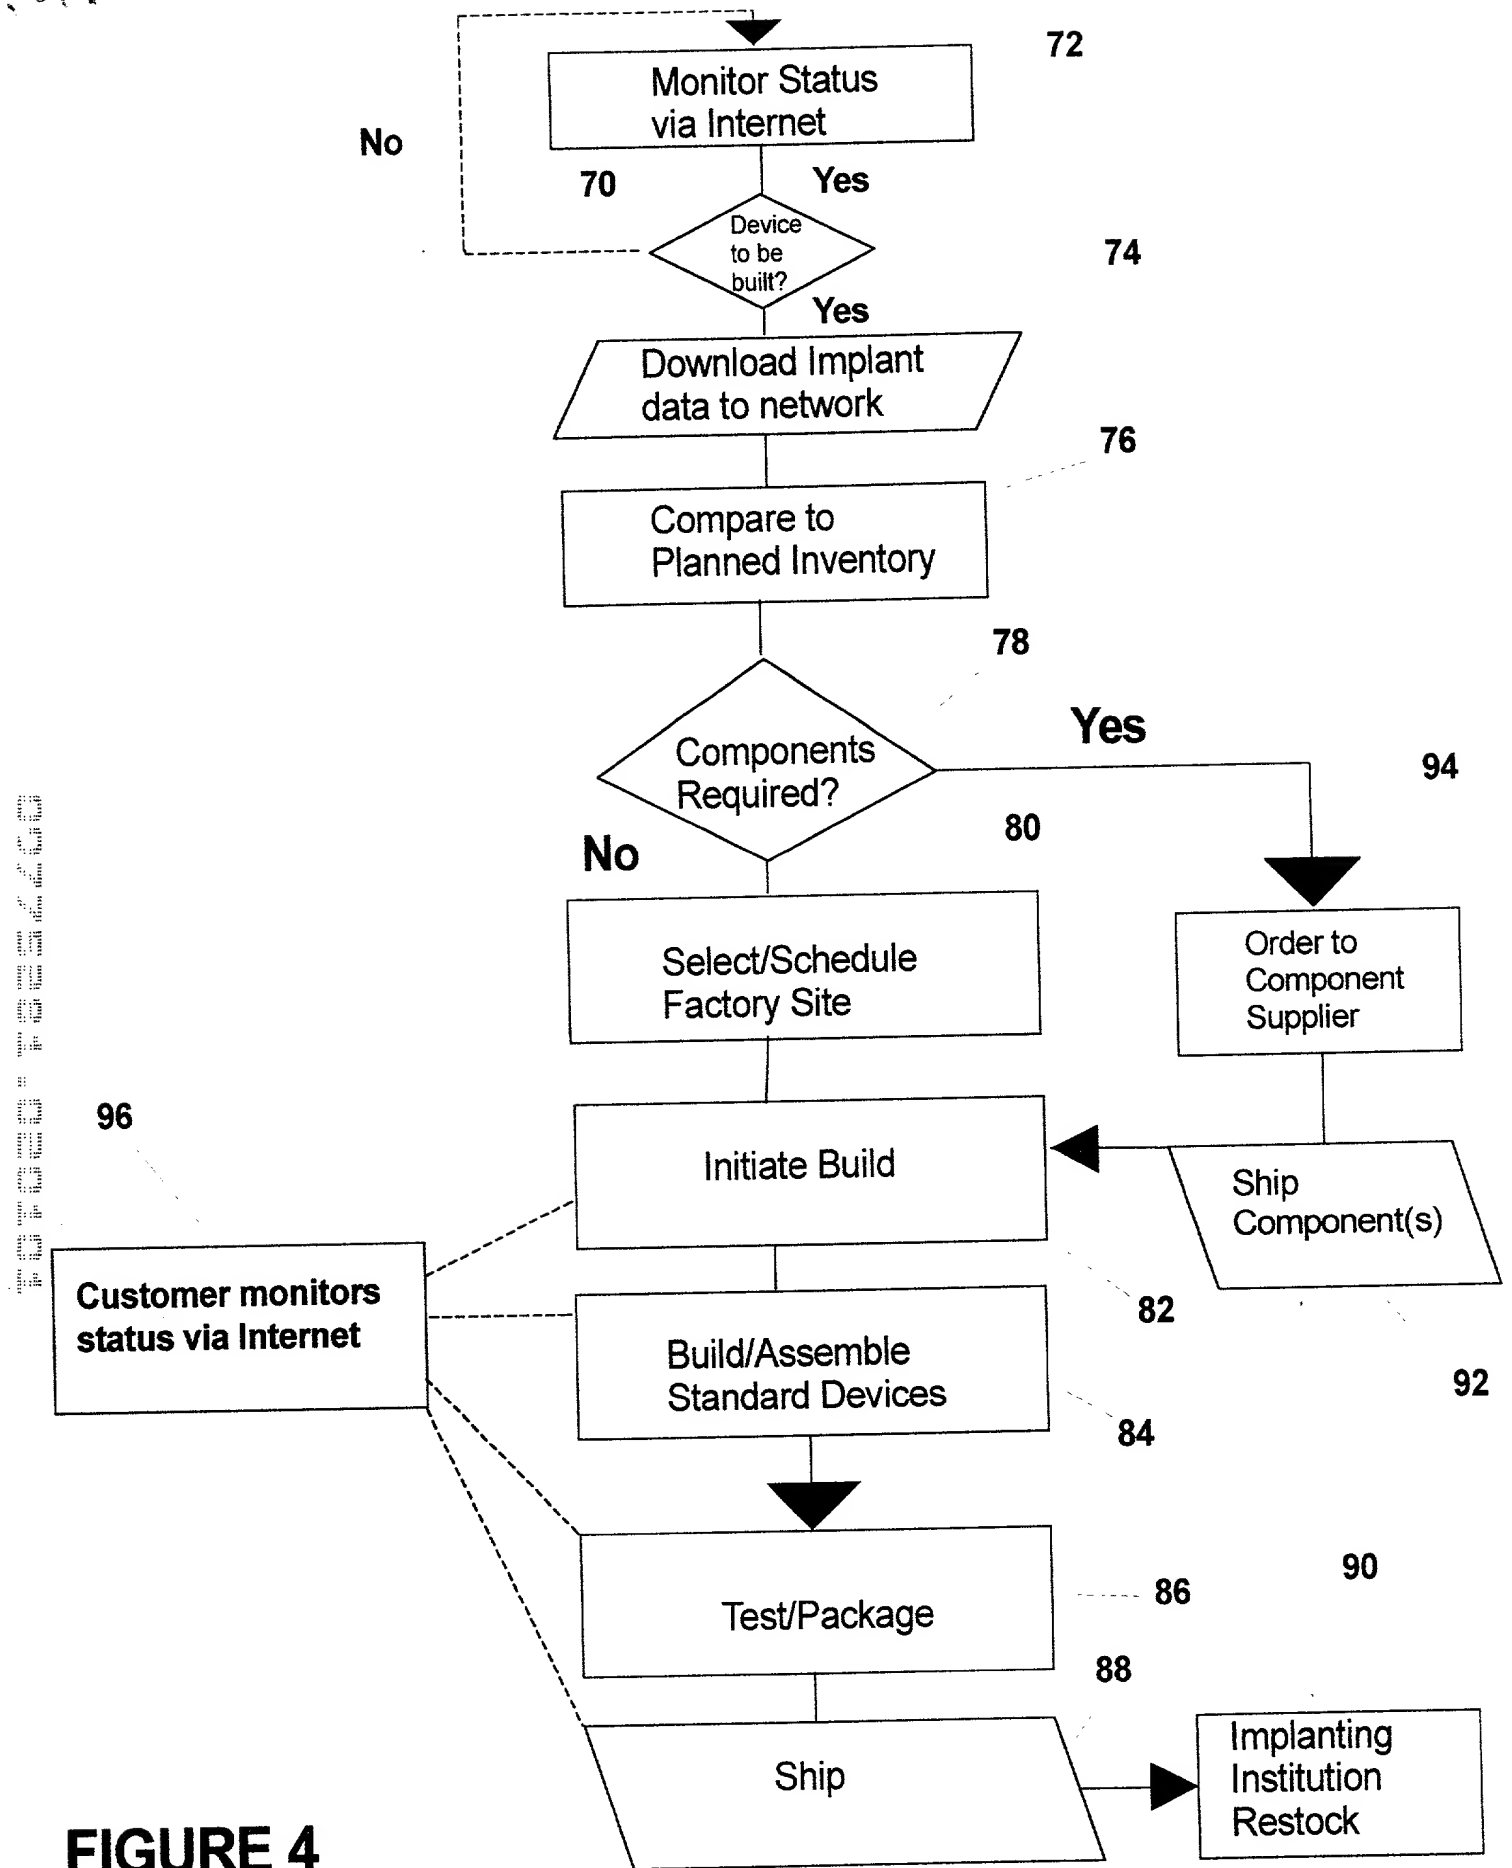 72
Monitor Status
via Internet
No
70
Yes
Device
to be
built?
74
Yes
Download Implant
data to network
76
Compare to
Planned Inventory
78
Components
Required?
Yes
94
80
No
Select/Schedule
Factory Site
Order to
Component
Supplier
96
Initiate Build
Ship
Component(s)
Customer monitors
status via Internet
82
Build/Assemble
Standard Devices
92
84
90
Test/Package
86
88
Ship
Implanting
Institution
Restock
FIGURE 4